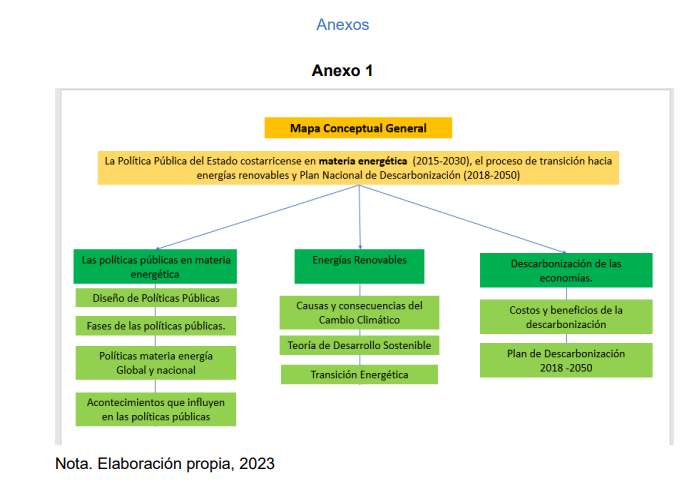 Anexos
Anexo 1
Mapa Conceptual General
La Política Pública del Estado costarricense en materia energética (2015-2030), el proceso de transición hacia
energías renovables y Plan Nacional de Descarbonización (2018-2050)
Las políticas públicas en materia
energética
Diseño de Políticas Públicas
Fases de las políticas públicas.
Políticas materia energía
Global y nacional
Acontecimientos que influyen
en las políticas públicas
Energías Renovables
Causas y consecuencias del
Cambio Climático
Teoría de Desarrollo Sostenible
Transición Energética
Descarbonización de las
economías.
Costos y beneficios de la
descarbonización
Plan de Descarbonización
2018 -2050
Nota. Elaboración propia, 2023